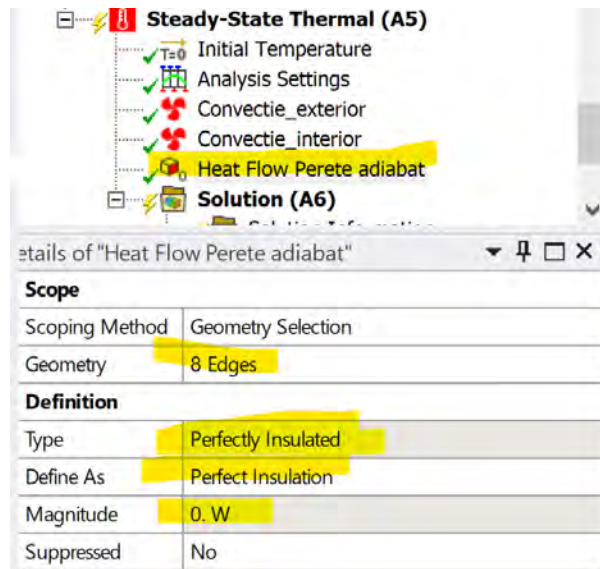 Steady-State Thermal (A5)
T=0 Initial Temperature
Analysis Settings
Convectie_exterior
Convectie_interior
Heat Flow Perete adiabat
Solution (A6)
etails of "Heat Flow Perete adiabat"
Scope
Scoping Method Geometry Selection
Geometry 8 Edges
Definition
Type Perfectly Insulated
Define As Perfect Insulation
Magnitude 0. W
Suppressed No